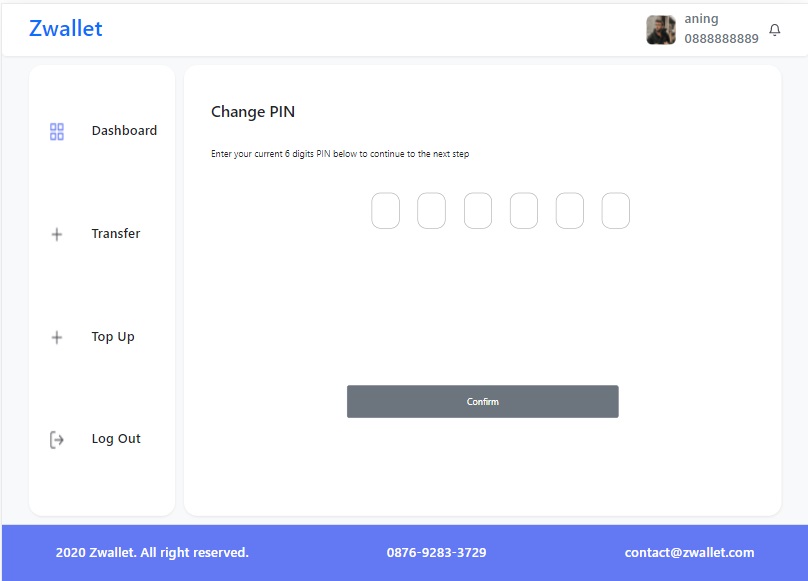 Zwallet
aning
0888888889
Dashboard
Transfer
Top Up
Log Out
Change PIN
Enter your current 6 digits PIN below to continue to the next step
Confirm
2020 Zwallet. All right reserved.
0876-9283-3729
contact@zwallet.com